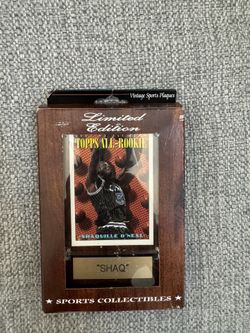 Vintage Sports Plaques
Limited
Edition
TOPPS ALL-ROOKIE
SHAQUILLE O'NEAL
"SHAQ"
★ SPORTS COLLECTIBLES ★